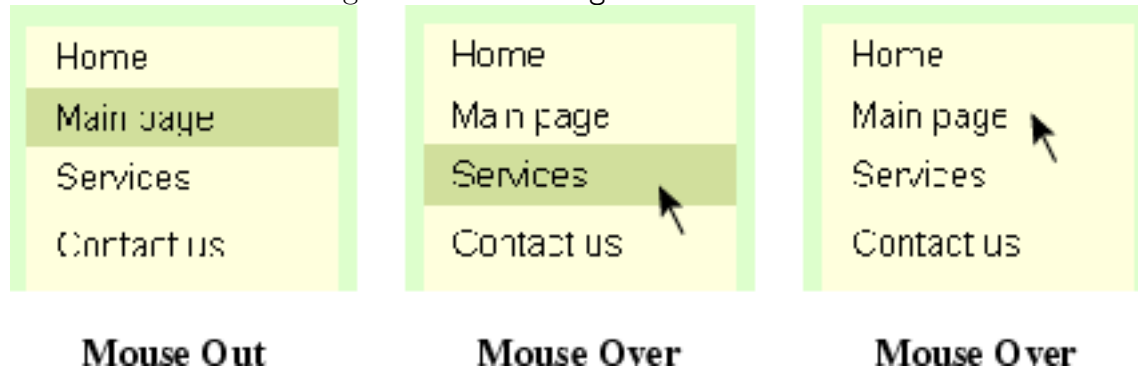 Home
Main page
Services
Contact us
Mouse Out
Home
Main page
Services
Contact us
Mouse Over
Home
Main page
Services
Contact us
Mouse Over